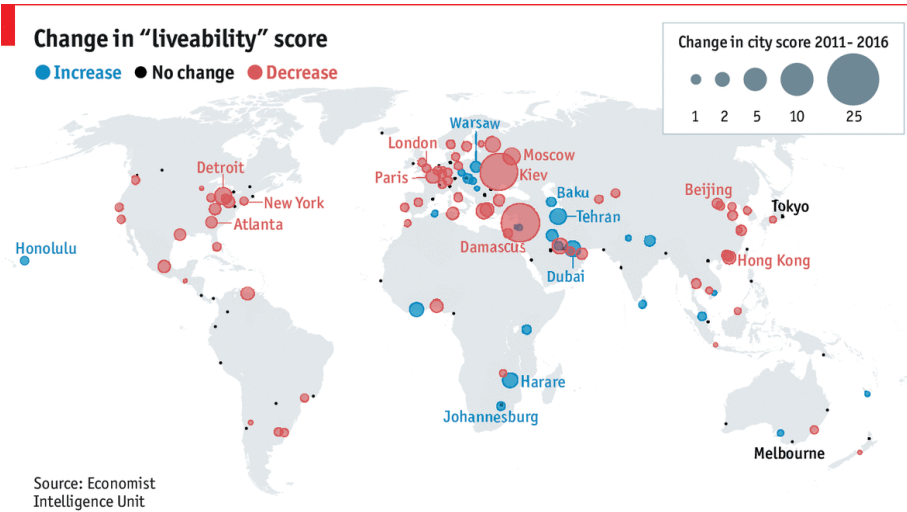 Change in “liveability” score
Increase No change Decrease
Change in city score 2011- 2016
1 2 5 10 25
Warsaw
London
Moscow
Detroit
Paris
Kiev
Baku
Beijing
New York
Tokyo
Tehran
Atlanta
Honolulu
Damascus
Hong Kong
Dubai
Harare
Johannesburg
Melbourne
Source: Economist
Intelligence Unit